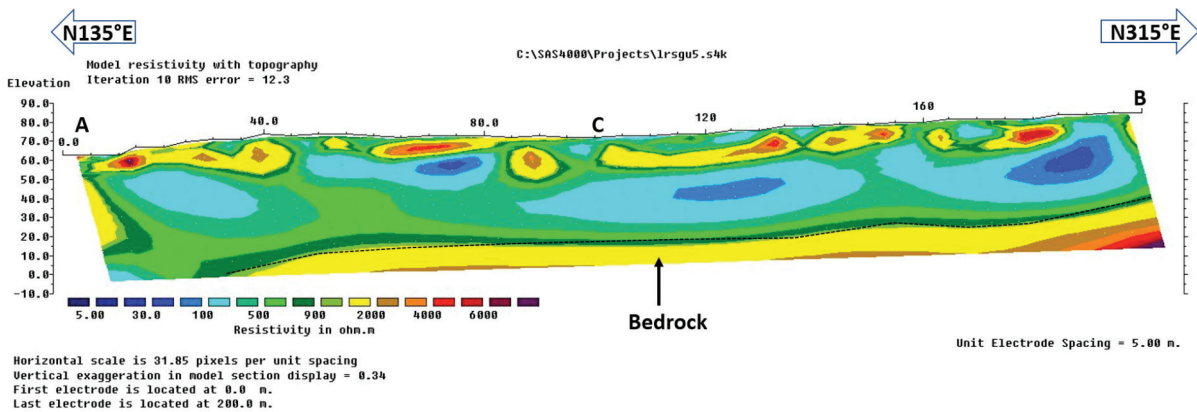 N135°E
N315°E
C:\SAS4000\Projects\lrsgu5.s4k
Model resistivity with topography
Iteration 10 RMS error = 12.3
Elevation
90.0
80.0
70.0
60.0
50.0
40.0
30.0
20.0
10.0
0.0
-10.0
A
0.0
40.0
80.0
C
120
160
B
5.00 30.0 100 500 900 2000 4000 6000
Resistivity in ohm.m
Bedrock
Unit Electrode Spacing = 5.00 m.
Horizontal scale is 31.85 pixels per unit spacing
Vertical exaggeration in model section display = 0.34
First electrode is located at 0.0 m.
Last electrode is located at 200.0 m.